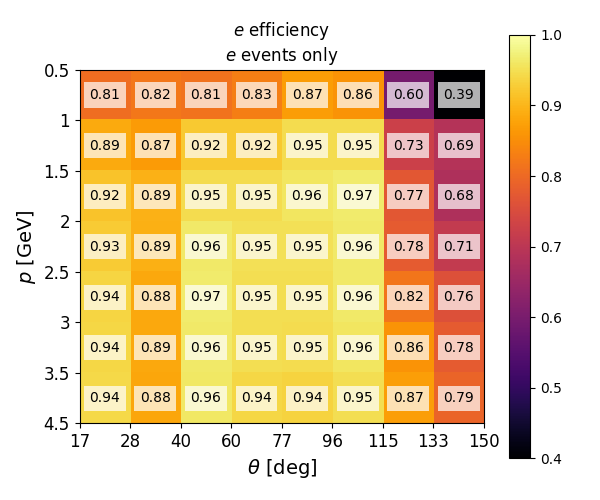 e efficiency
e events only
0.5
1
1.5
2
2.5
3
3.5
4.5
p [GeV]
0.81 0.82 0.81 0.83 0.87 0.86 0.60 0.39
0.89 0.87 0.92 0.92 0.95 0.95 0.73 0.69
0.92 0.89 0.95 0.95 0.96 0.97 0.77 0.68
0.93 0.89 0.96 0.95 0.95 0.96 0.78 0.71
0.94 0.88 0.97 0.95 0.95 0.96 0.82 0.76
0.94 0.89 0.96 0.95 0.95 0.96 0.86 0.78
0.94 0.88 0.96 0.94 0.94 0.95 0.87 0.79
17 28 40 60 77 96 115 133 150
θ [deg]
1.0
0.9
0.8
0.7
0.6
0.5
0.4